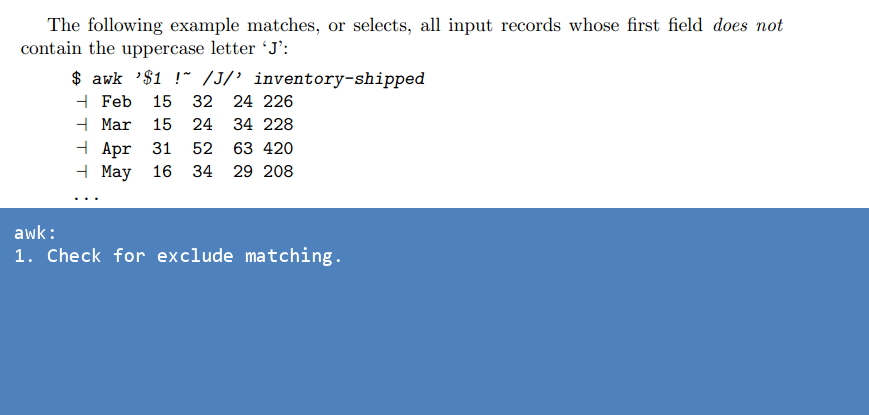 The following example matches, or selects, all input records whose first field does not
contain the uppercase letter ‘J’:
$ awk ’$1 !~ /J/’ inventory-shipped
⊣ Feb 15 32 24 226
⊣ Mar 15 24 34 228
⊣ Apr 31 52 63 420
⊣ May 16 34 29 208
...
awk:
1. Check for exclude matching.